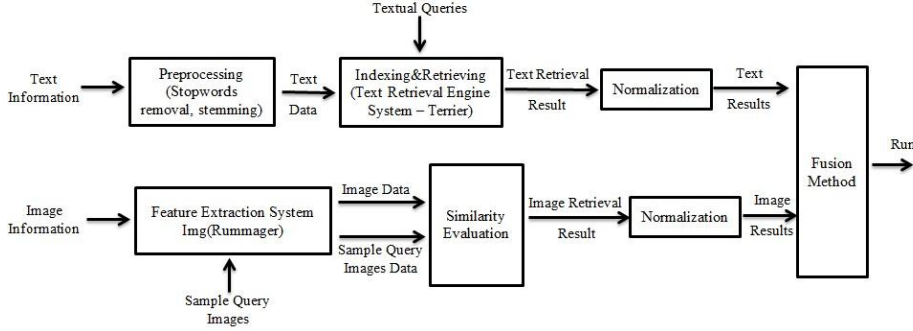 Textual Queries
Text
Information
Preprocessing
(Stopwords
removal, stemming)
Text
Data
Indexing&Retrieving
(Text Retrieval Engine
System – Terrier)
Text Retrieval
Result
Normalization
Text
Results
Fusion
Method
Run
Image
Information
Feature Extraction System
Img(Rummager)
Sample Query
Images
Image Data
Sample Query
Images Data
Similarity
Evaluation
Image Retrieval
Result
Normalization
Image
Results